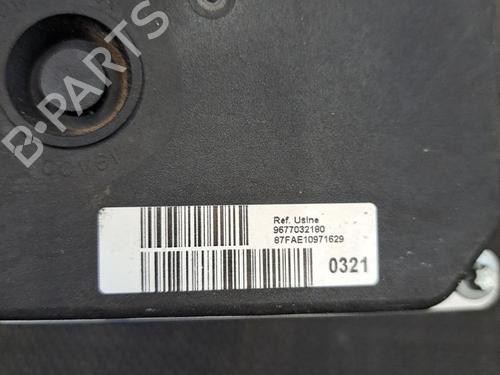 B-PARTS
Ref. Usine
9677032180
87FAE10971629
0321